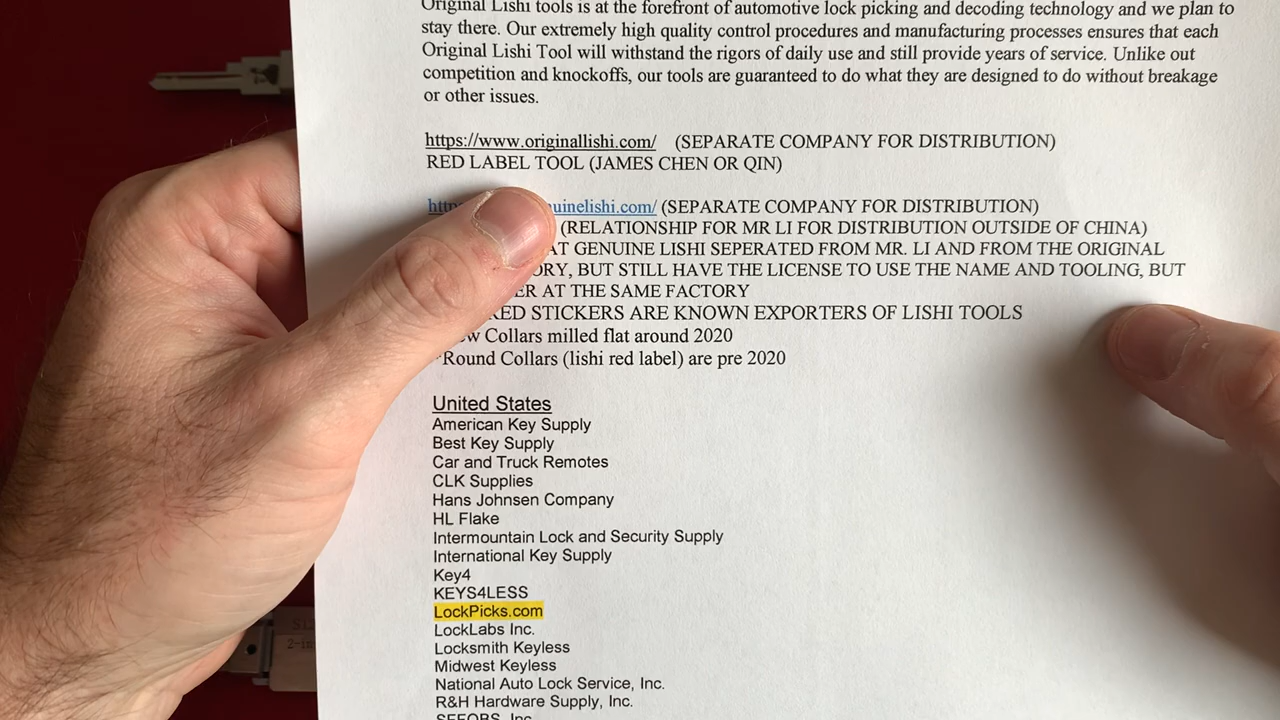 Original Lishi tools is at the forefront of automotive lock picking and decoding technology and we plan to
stay there. Our extremely high quality control procedures and manufacturing processes ensures that each
Original Lishi Tool will withstand the rigors of daily use and still provide years of service. Unlike out
competition and knockoffs, our tools are guaranteed to do what they are designed to do without breakage
or other issues.
https://www.originallishi.com/ (SEPARATE COMPANY FOR DISTRIBUTION)
RED LABEL TOOL (JAMES CHEN OR QIN)
(SEPARATE COMPANY FOR DISTRIBUTION)
(RELATIONSHIP FOR MR LI FOR DISTRIBUTION OUTSIDE OF CHINA)
GENUINE LISHI SEPERATED FROM MR. LI AND FROM THE ORIGINAL
BUT STILL HAVE THE LICENSE TO USE THE NAME AND TOOLING, BUT
AT THE SAME FACTORY
STICKERS ARE KNOWN EXPORTERS OF LISHI TOOLS
Collars milled flat around 2020
*Round Collars (lishi red label) are pre 2020
United States
American Key Supply
Best Key Supply
Car and Truck Remotes
CLK Supplies
Hans Johnsen Company
HL Flake
Intermountain Lock and Security Supply
International Key Supply
Key4
KEYS4LESS
LockPicks.com
LockLabs Inc.
Locksmith Keyless
Midwest Keyless
National Auto Lock Service, Inc.
R&H Hardware Supply, Inc.